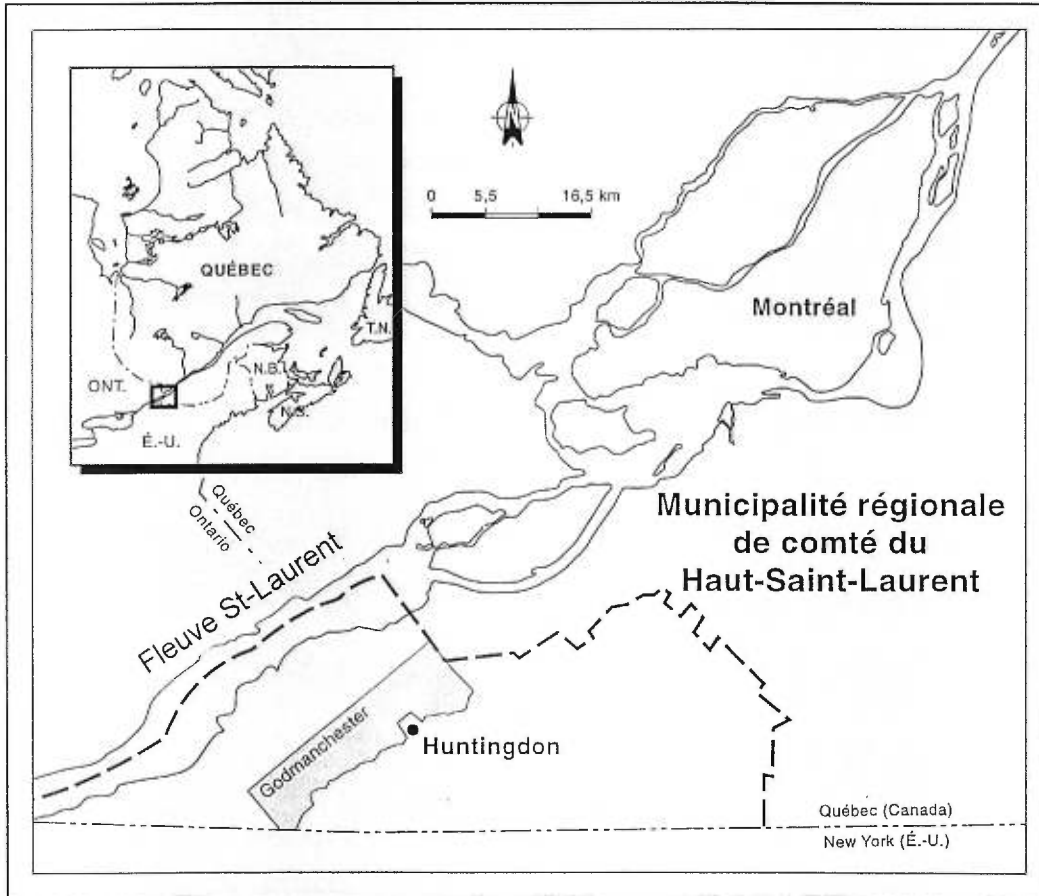 N
0 5,5 16,5 km
QUÉBEC
T.N.
N.B.
ONT.
N.S.
É.-U.
Montréal
Québec
Ontario
Municipalité régionale
de comté du
Haut-Saint-Laurent
Fleuve St-Laurent
Godmanchester
Huntingdon
Québec (Canada)
New York (É.-U.)